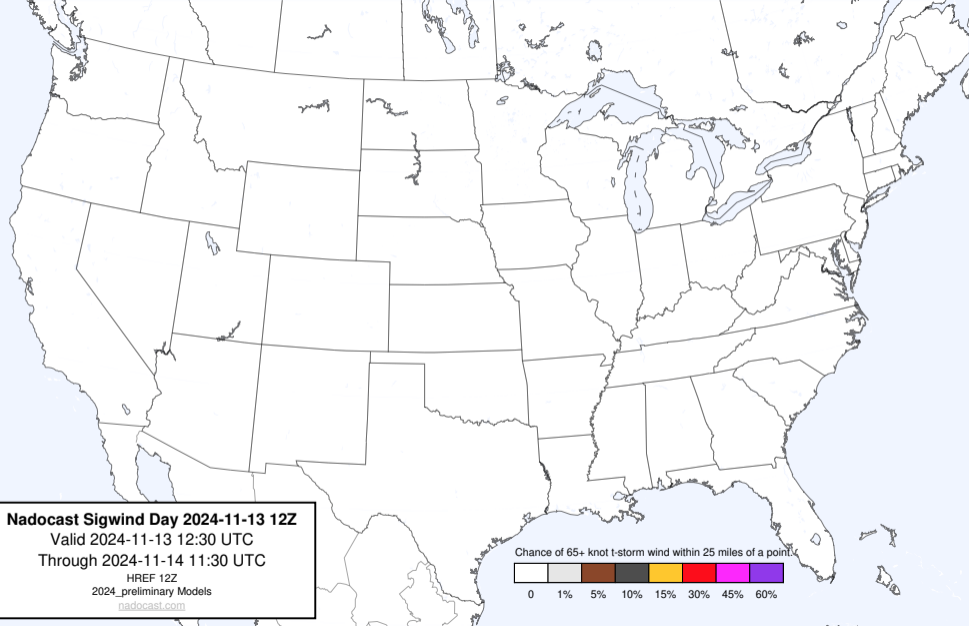 Nadocast Sigwind Day 2024-11-13 12Z
Valid 2024-11-13 12:30 UTC
Through 2024-11-14 11:30 UTC
HREF 12Z
2024_preliminary Models
nadocast.com
Chance of 65+ knot t-storm wind within 25 miles of a point.
0 1% 5% 10% 15% 30% 45% 60%